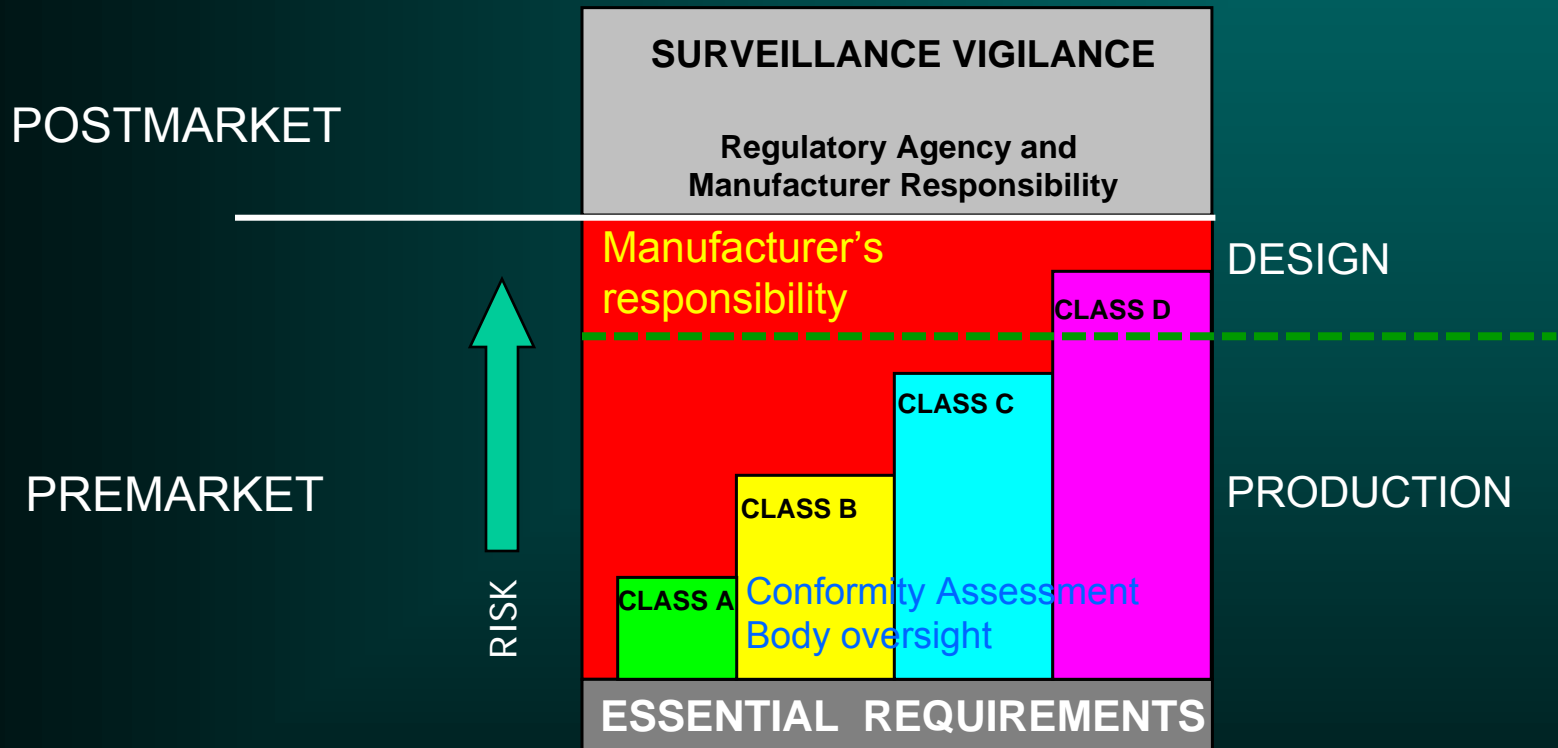 SURVEILLANCE VIGILANCE
POSTMARKET
Regulatory Agency and
Manufacturer Responsibility
Manufacturer’s
responsibility
DESIGN
CLASS D
CLASS C
PREMARKET
PRODUCTION
CLASS B
RISK
CLASS A
Conformity Assessment
Body oversight
ESSENTIAL REQUIREMENTS